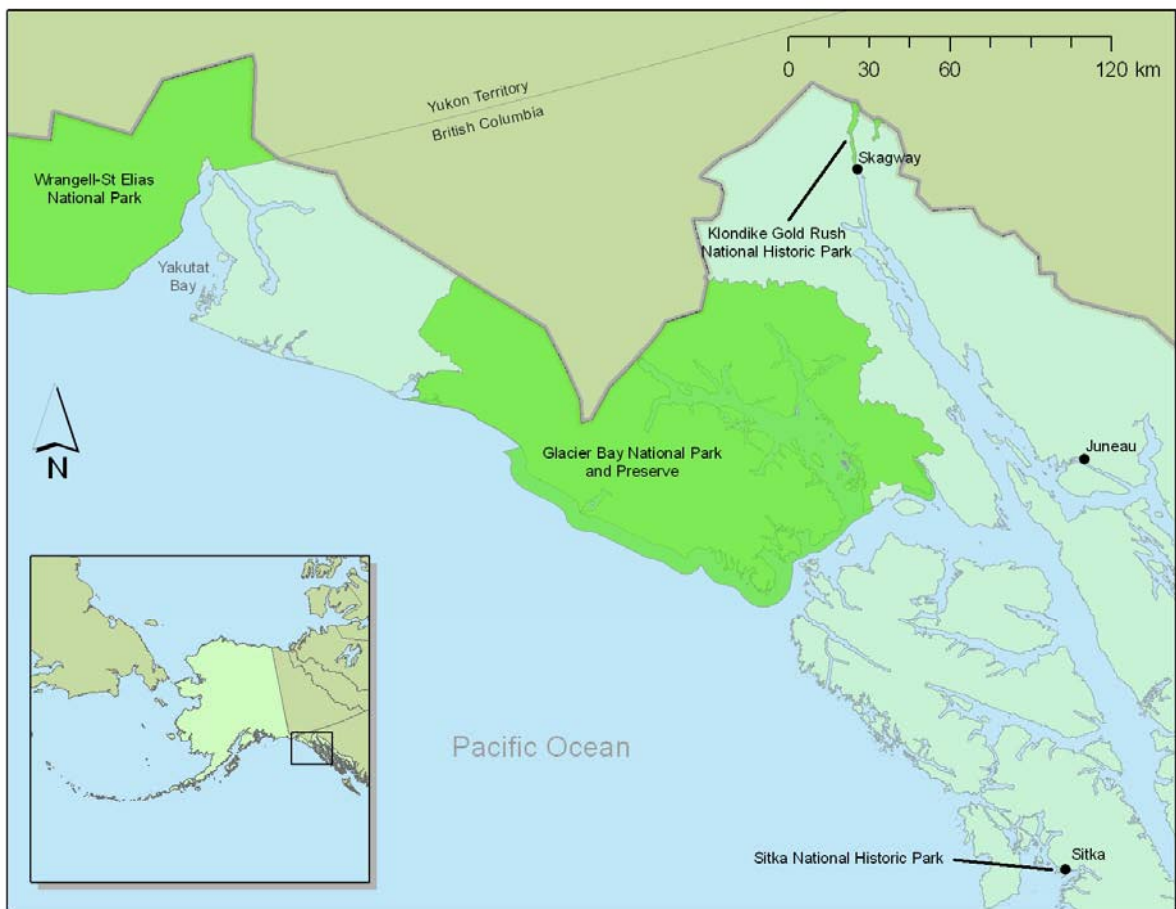 0 30 60 120 km
Yukon Territory
British Columbia
Wrangell-St Elias
National Park
Skagway
Klondike Gold Rush
National Historic Park
Yakutat
Bay
N
Juneau
Glacier Bay National Park
and Preserve
Pacific Ocean
Sitka National Historic Park
Sitka